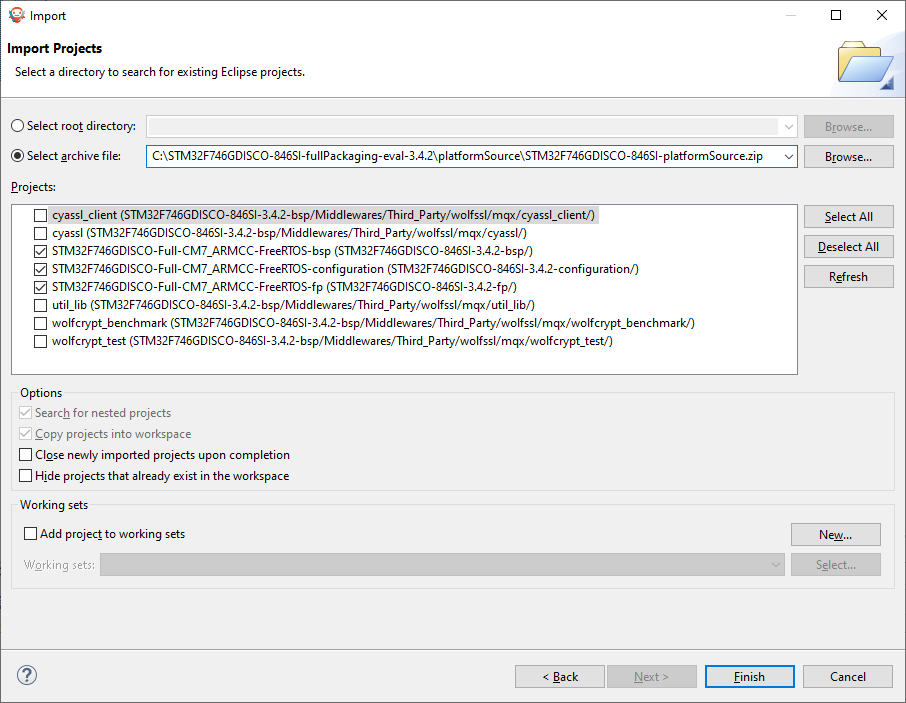 Import
Import Projects
Select a directory to search for existing Eclipse projects.
Select root directory:
Browse...
Select archive file:
C:\STM32F746GDISCO-846SI-fullPackaging-eval-3.4.2\platformSource\STM32F746GDISCO-846SI-platformSource.zip
Browse...
Projects:
cyassl_client (STM32F746GDISCO-846SI-3.4.2-bsp/Middlewares/Third_Party/wolfssl/mqx/cyassl_client/)
cyassl (STM32F746GDISCO-846SI-3.4.2-bsp/Middlewares/Third_Party/wolfssl/mqx/cyassl/)
STM32F746GDISCO-Full-CM7_ARMCC-FreeRTOS-bsp (STM32F746GDISCO-846SI-3.4.2-bsp/)
STM32F746GDISCO-Full-CM7_ARMCC-FreeRTOS-configuration (STM32F746GDISCO-846SI-3.4.2-configuration/)
STM32F746GDISCO-Full-CM7_ARMCC-FreeRTOS-fp (STM32F746GDISCO-846SI-3.4.2-fp/)
util_lib (STM32F746GDISCO-846SI-3.4.2-bsp/Middlewares/Third_Party/wolfssl/mqx/util_lib/)
wolfcrypt_benchmark (STM32F746GDISCO-846SI-3.4.2-bsp/Middlewares/Third_Party/wolfssl/mqx/wolfcrypt_benchmark/)
wolfcrypt_test (STM32F746GDISCO-846SI-3.4.2-bsp/Middlewares/Third_Party/wolfssl/mqx/wolfcrypt_test/)
Select All
Deselect All
Refresh
Options
Search for nested projects
Copy projects into workspace
Close newly imported projects upon completion
Hide projects that already exist in the workspace
Working sets
Add project to working sets
New...
Working sets:
Select...
?
< Back
Next >
Finish
Cancel